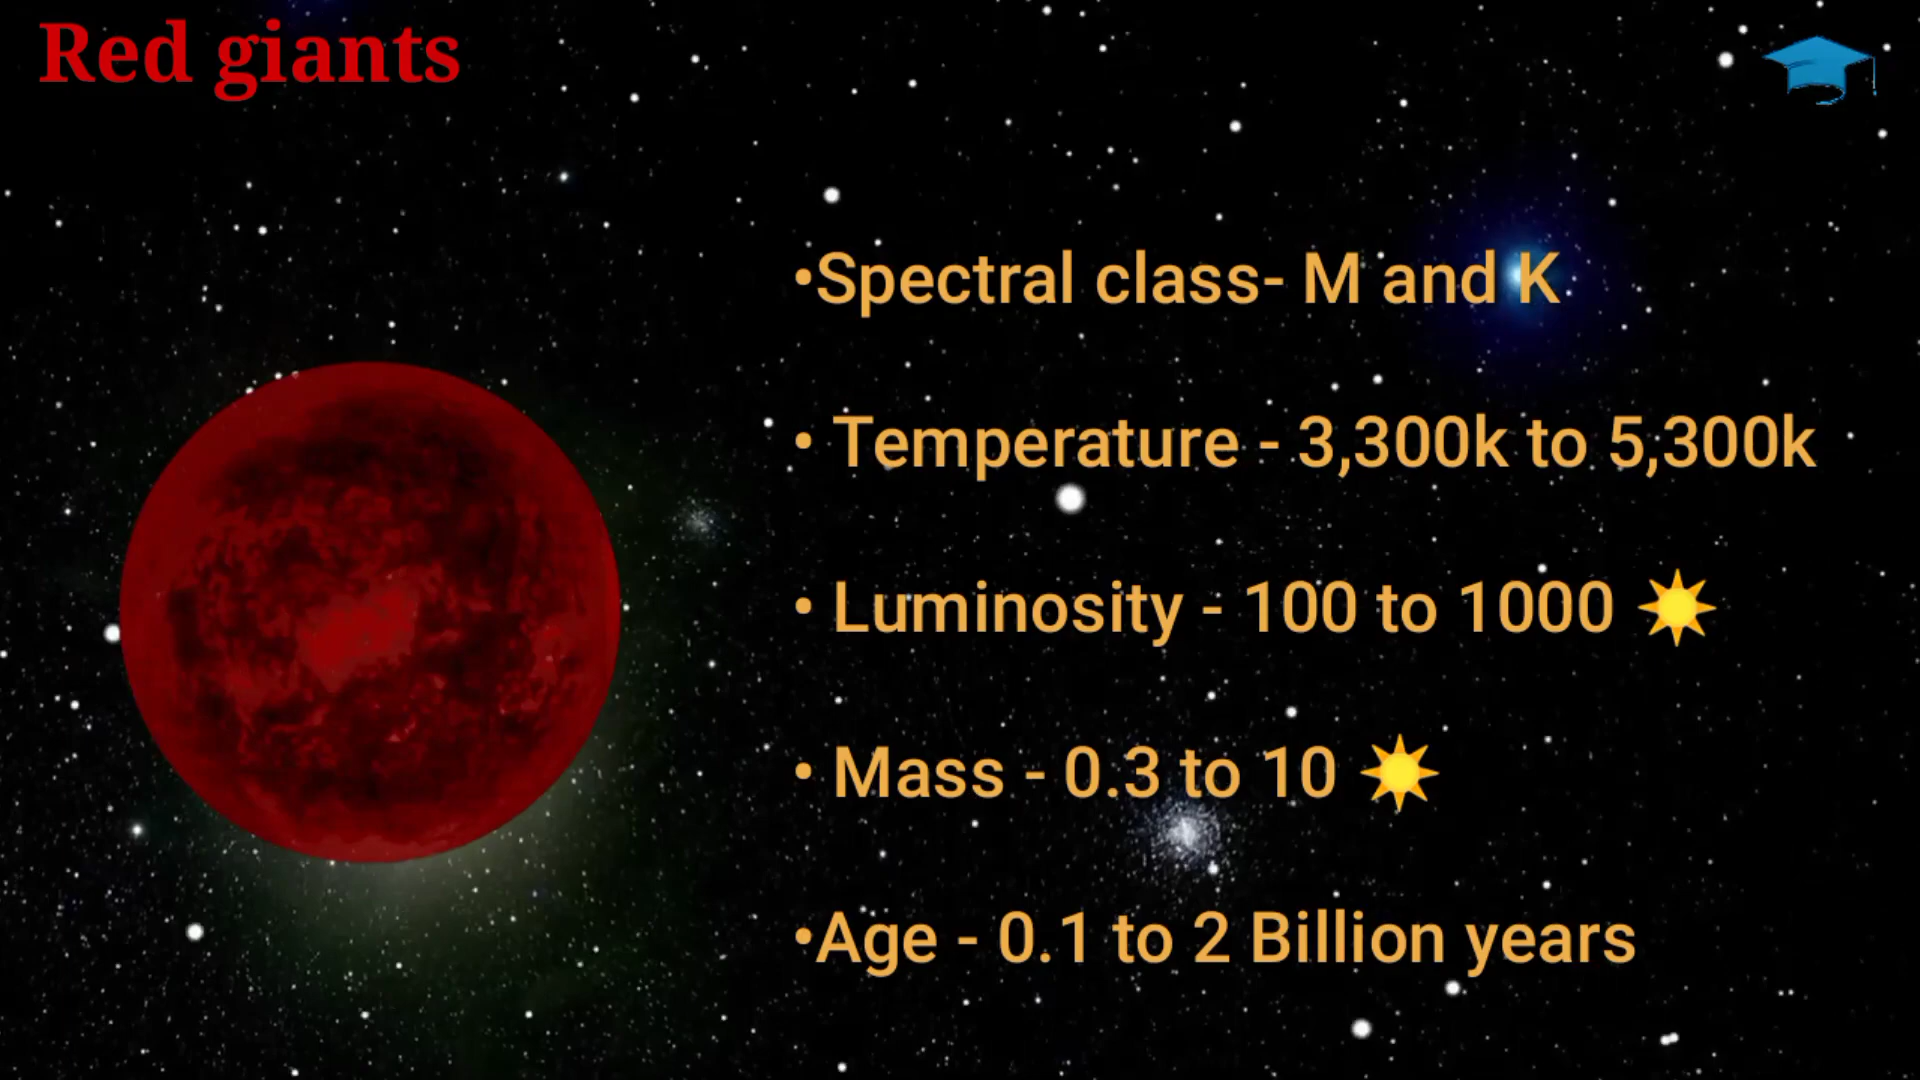 Red giants
•Spectral class- M and K
• Temperature - 3,300k to 5,300k
• Luminosity - 100 to 1000 ☀
• Mass - 0.3 to 10 ☀
•Age - 0.1 to 2 Billion years